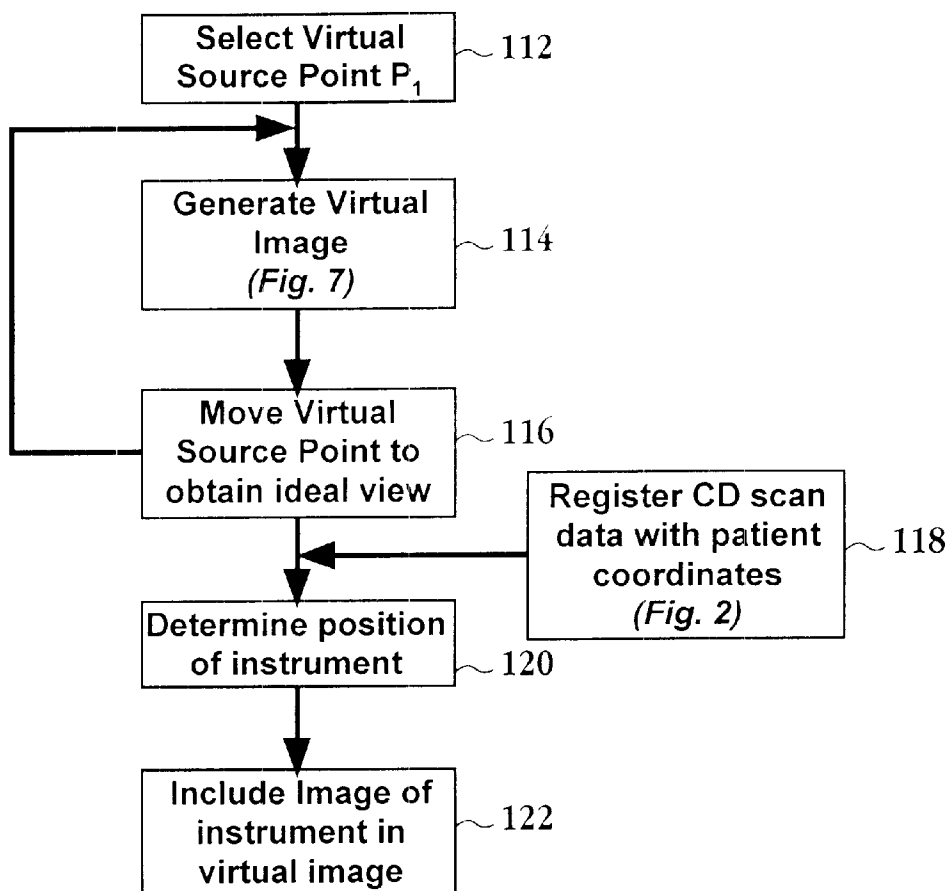 Select Virtual
Source Point P₁
112
Generate Virtual
Image
(Fig. 7)
114
Move Virtual
Source Point to
obtain ideal view
116
Register CD scan
data with patient
coordinates
(Fig. 2)
118
Determine position
of instrument
120
Include Image of
instrument in
virtual image
122